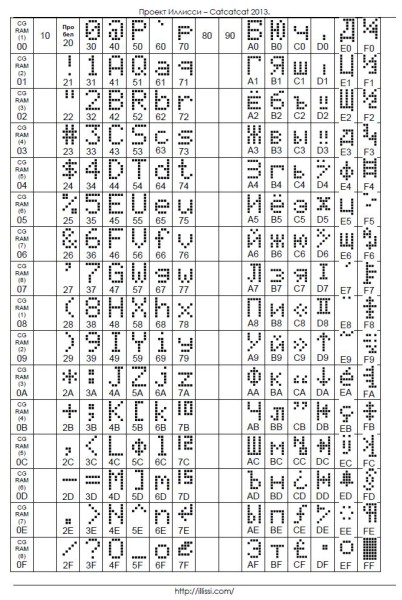 Проект Иллисси – Catcatcat 2013.
CG RAM (1) Про бел 0 @ P ` p Б Ю ч Д
00 10 20 30 40 50 60 70 80 90 A0 B0 C0 D0 E0 F0
CG RAM (2) ! 1 A Q a q Г Я ш Ц
01 21 31 41 51 61 71 A1 B1 C1 D1 E1 F1
CG RAM (3) " 2 B R b r Ё б ъ Щ
02 22 32 42 52 62 72 A2 B2 C2 D2 E2 F2
CG RAM (4) # 3 C S c s Ж в ы д
03 23 33 43 53 63 73 A3 B3 C3 D3 E3 F3
CG RAM (5) $ 4 D T d t З г ь ф
04 24 34 44 54 64 74 A4 B4 C4 D4 E4 F4
CG RAM (6) % 5 E U e u И ё э ц
05 25 35 45 55 65 75 A5 B5 C5 D5 E5 F5
CG RAM (7) & 6 F V f v Й ж ю щ
06 26 36 46 56 66 76 A6 B6 C6 D6 E6 F6
CG RAM (8) ' 7 G W g w Л з я
07 27 37 47 57 67 77 A7 B7 C7 D7 E7 F7
CG RAM (1) ( 8 H X h x П и «
08 28 38 48 58 68 78 A8 B8 C8 D8 E8 F8
CG RAM (2) ) 9 I Y i y У й »
09 29 39 49 59 69 79 A9 B9 C9 D9 E9 F9
CG RAM (3) * : J Z j z Ф к “ ↓ é
0A 2A 3A 4A 5A 6A 7A AA BA CA DA EA FA
CG RAM (4) + ; K [ k 10 Ч л ”
0B 2B 3B 4B 5B 6B 7B AB BB CB DB EB FB
CG RAM (5) , < L l 12 Ш м №
0C 2C 3C 4C 5C 6C 7C AC BC CC DC EC FC
CG RAM (6) - = M ] m 15 Ъ н ¿
0D 2D 3D 4D 5D 6D 7D AD BD CD DD ED FD
CG RAM (7) . > N ^ n Ы п ƒ
0E 2E 3E 4E 5E 6E 7E AE BE CE DE EE FE
CG RAM (8) / ? O _ o Э т £
0F 2F 3F 4F 5F 6F 7F AF BF CF DF EF FF
http://illissi.com/